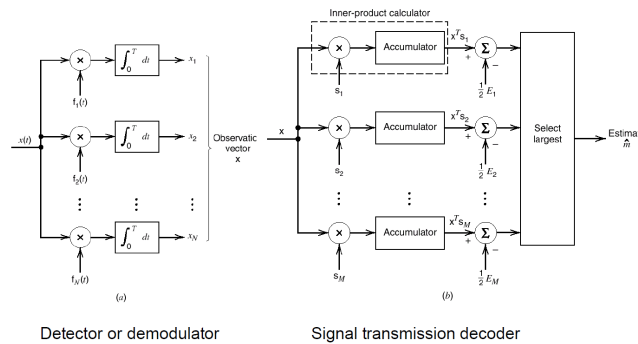 Inner-product calculator
x(t)
×
∫₀ᵀ dt
x₁
f₁(t)
×
∫₀ᵀ dt
x₂
f₂(t)
⋮ ⋮ ⋮
×
∫₀ᵀ dt
x_N
f_N(t)
(a)
Observatic
vector
x
x
×
Accumulator
xᵀs₁
Σ
+ −
s₁
½ E₁
×
Accumulator
xᵀs₂
Σ
+ −
s₂
½ E₂
⋮ ⋮ ⋮
×
Accumulator
xᵀs_M
Σ
+ −
s_M
½ E_M
(b)
Select
largest
Estima
m̂
Detector or demodulator
Signal transmission decoder